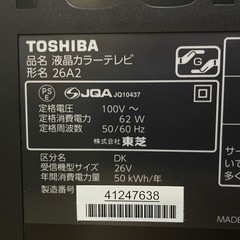 TOSHIBA
品名 液晶カラーテレビ
形名 26A2
G
PS
E
JQA JQ10437
定格電圧 100V～
定格消費電力 62 W
定格周波数 50/60 Hz
株式会社 東芝
区分 DK
受信機型サイズ 26V
年間消費電力量 50 kWh/年
製造番号 41247638
サー
MADE